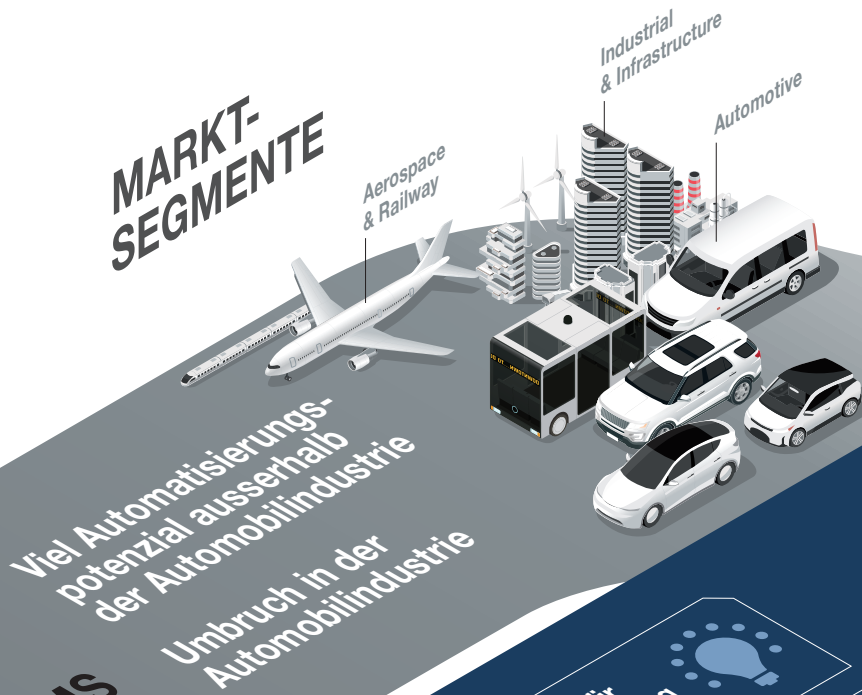 MARKT-
SEGMENTE
Aerospace
& Railway
Industrial
& Infrastructure
Automotive
Viel Automatisierungs-
potenzial ausserhalb
der Automobilindustrie
Umbruch in der
Automobilindustrie